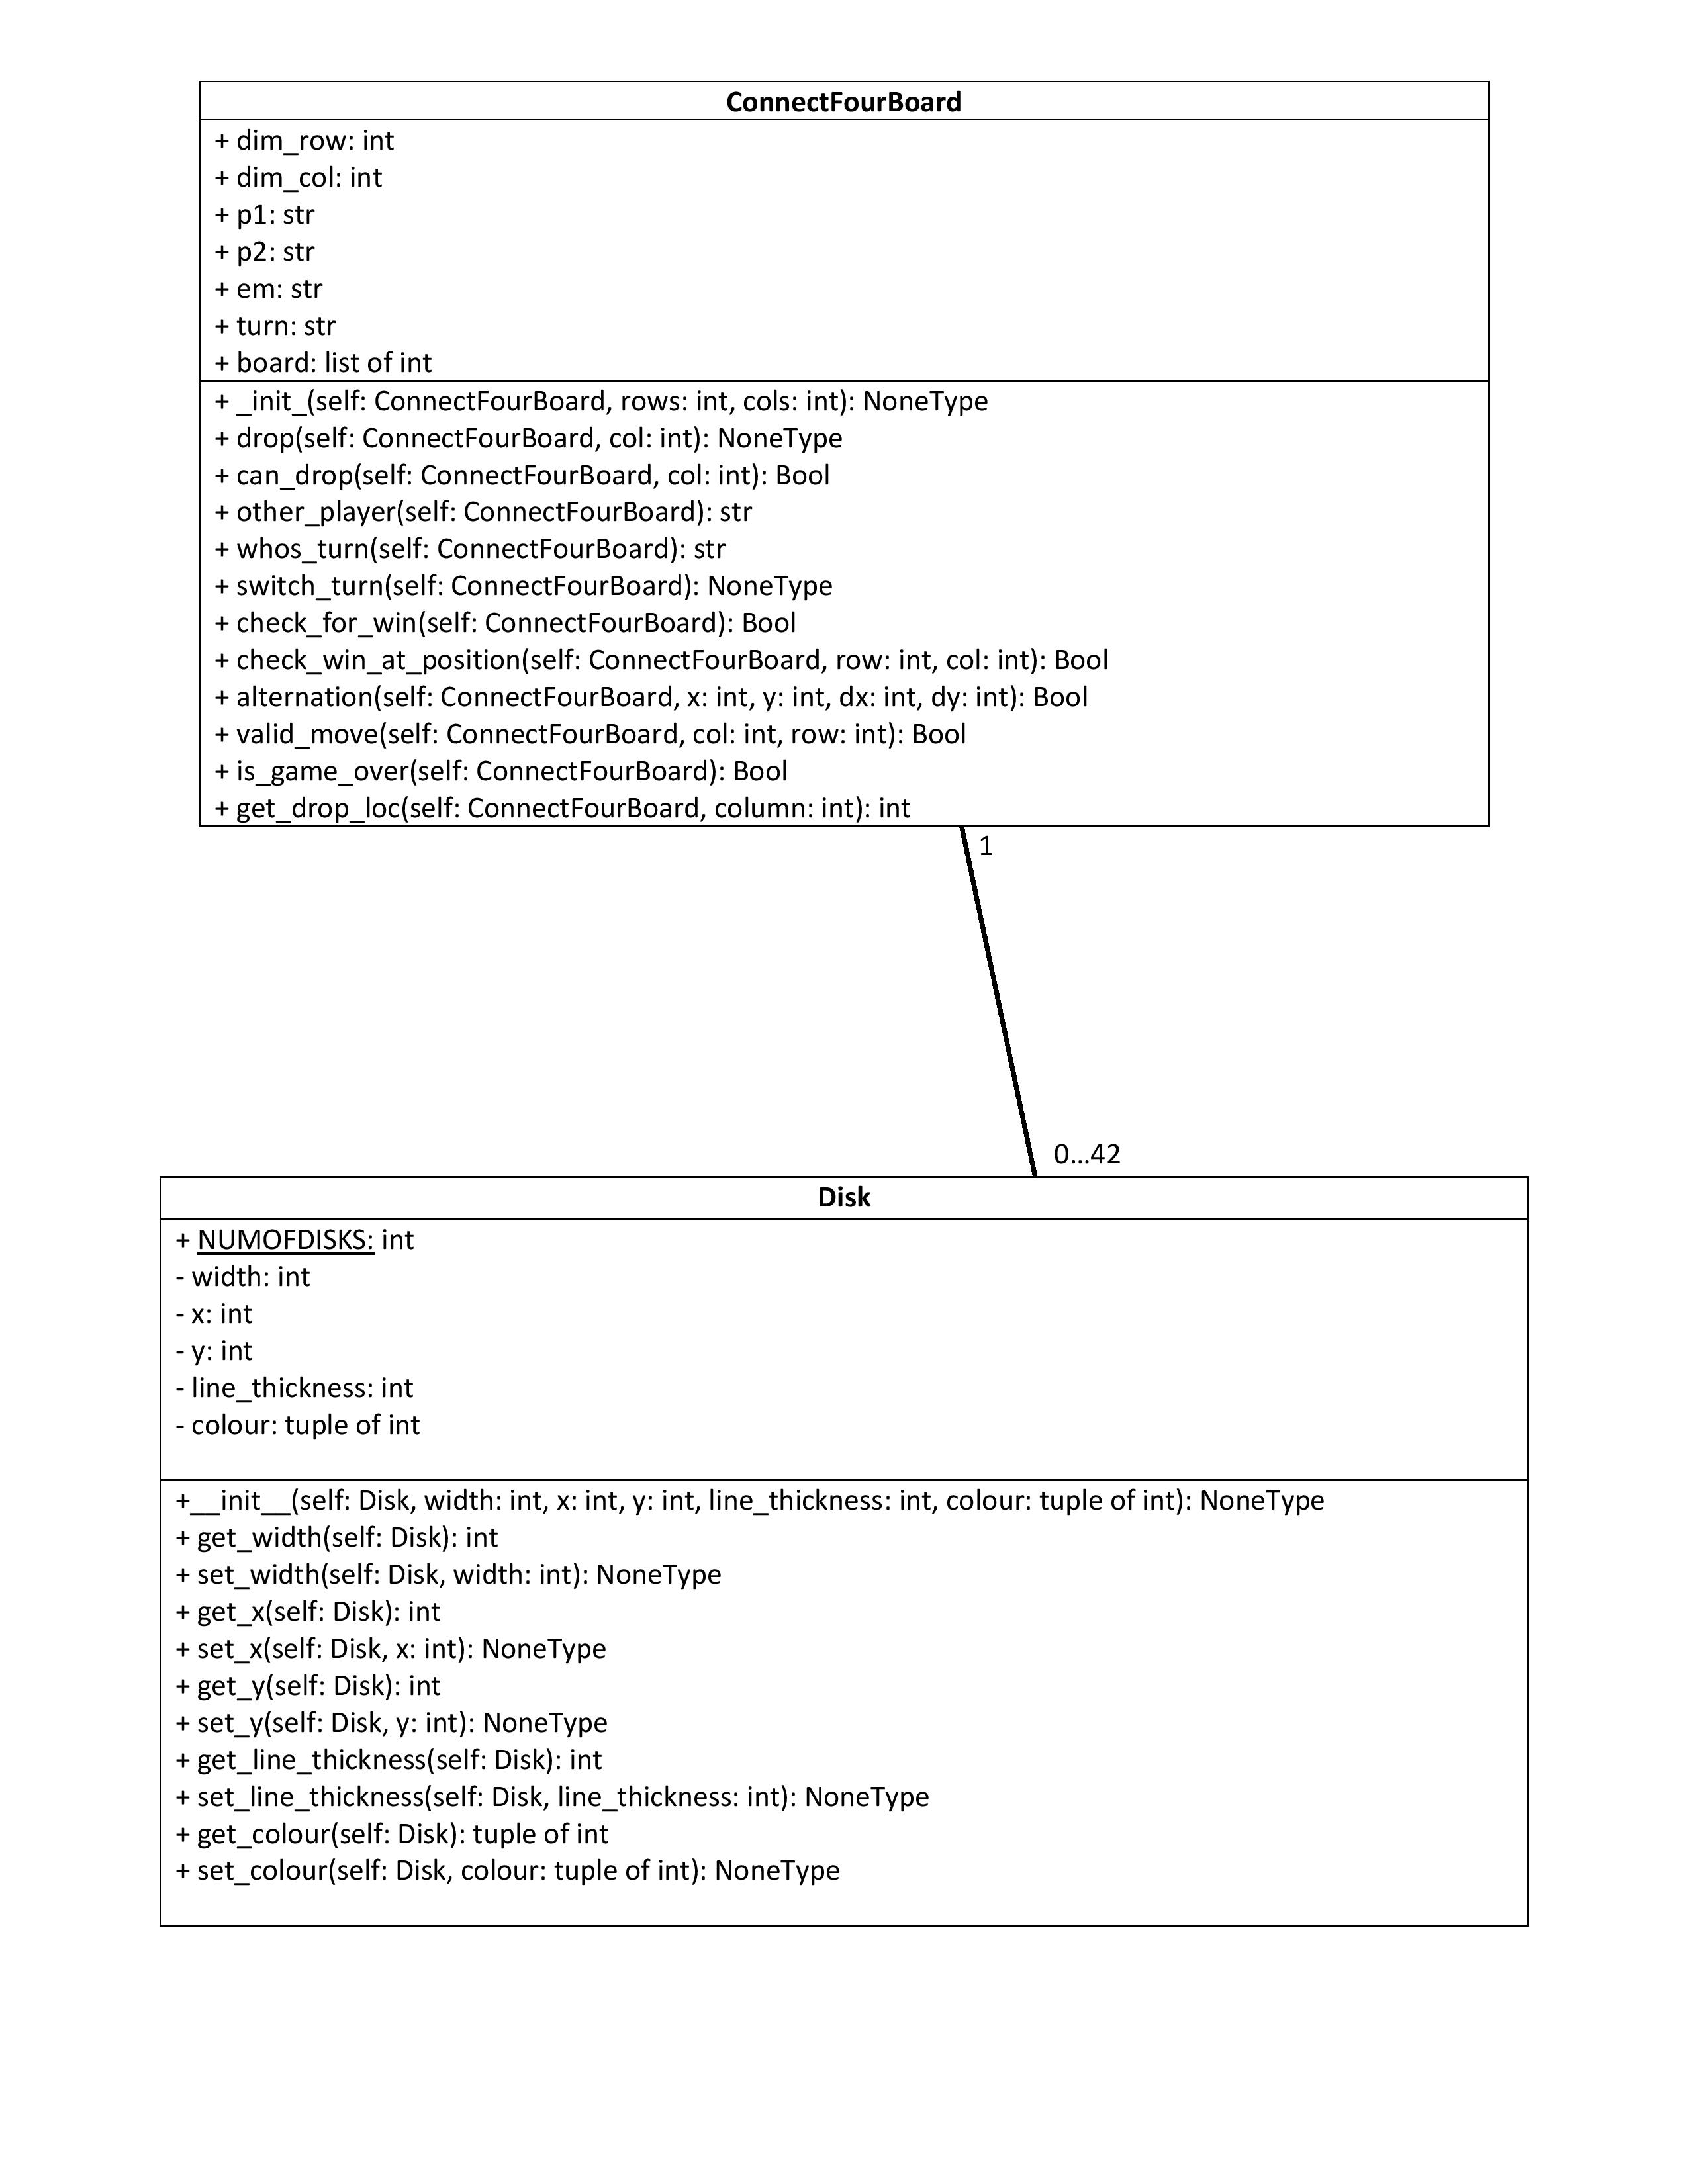 ConnectFourBoard
+ dim_row: int
+ dim_col: int
+ p1: str
+ p2: str
+ em: str
+ turn: str
+ board: list of int
+ _init_(self: ConnectFourBoard, rows: int, cols: int): NoneType
+ drop(self: ConnectFourBoard, col: int): NoneType
+ can_drop(self: ConnectFourBoard, col: int): Bool
+ other_player(self: ConnectFourBoard): str
+ whos_turn(self: ConnectFourBoard): str
+ switch_turn(self: ConnectFourBoard): NoneType
+ check_for_win(self: ConnectFourBoard): Bool
+ check_win_at_position(self: ConnectFourBoard, row: int, col: int): Bool
+ alternation(self: ConnectFourBoard, x: int, y: int, dx: int, dy: int): Bool
+ valid_move(self: ConnectFourBoard, col: int, row: int): Bool
+ is_game_over(self: ConnectFourBoard): Bool
+ get_drop_loc(self: ConnectFourBoard, column: int): int
1
0...42
Disk
+ NUMOFDISKS: int
- width: int
- x: int
- y: int
- line_thickness: int
- colour: tuple of int
+__init__(self: Disk, width: int, x: int, y: int, line_thickness: int, colour: tuple of int): NoneType
+ get_width(self: Disk): int
+ set_width(self: Disk, width: int): NoneType
+ get_x(self: Disk): int
+ set_x(self: Disk, x: int): NoneType
+ get_y(self: Disk): int
+ set_y(self: Disk, y: int): NoneType
+ get_line_thickness(self: Disk): int
+ set_line_thickness(self: Disk, line_thickness: int): NoneType
+ get_colour(self: Disk): tuple of int
+ set_colour(self: Disk, colour: tuple of int): NoneType